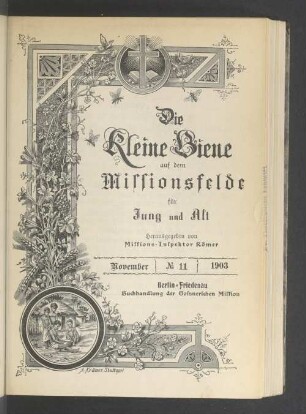 Die
Kleine Biene
auf dem
Missionsfelde
für
Jung und Alt
Herausgegeben von
Missions-Inspektor Römer
November № 11 1903
Berlin-Friedenau
Buchhandlung der Goßnerschen Mission